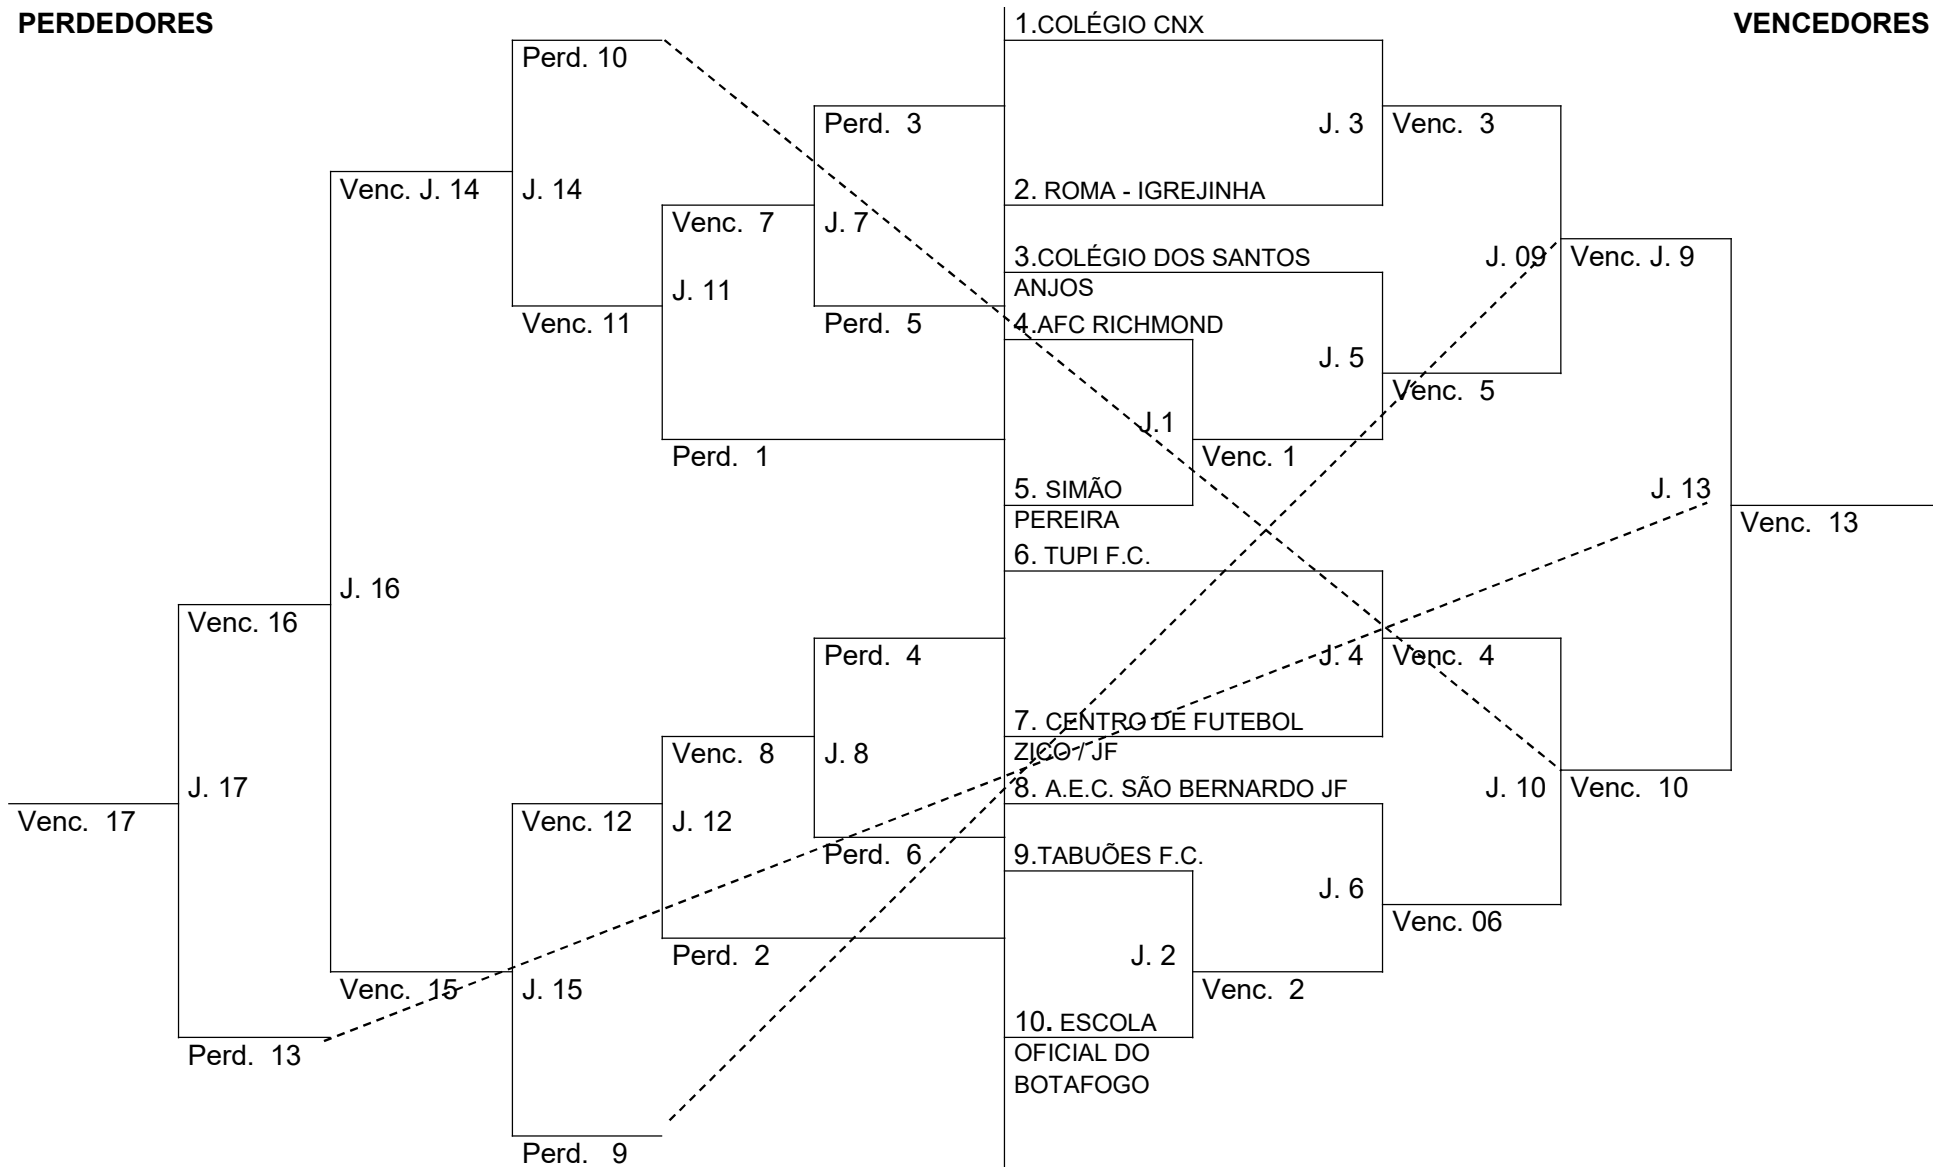 PERDEDORES
1.COLÉGIO CNX
VENCEDORES
Perd. 10
Perd. 3
J. 3
Venc. 3
Venc. J. 14
J. 14
2. ROMA - IGREJINHA
Venc. 7
J. 7
3.COLÉGIO DOS SANTOS
ANJOS
J. 09
Venc. J. 9
J. 11
Venc. 11
Perd. 5
4.AFC RICHMOND
J. 5
Venc. 5
J.1
Perd. 1
Venc. 1
5. SIMÃO
PEREIRA
J. 13
Venc. 13
6. TUPI F.C.
J. 16
Venc. 16
Perd. 4
J. 4
Venc. 4
7. CENTRO DE FUTEBOL
ZICO / JF
Venc. 8
J. 8
J. 17
8. A.E.C. SÃO BERNARDO JF
J. 10
Venc. 10
Venc. 17
Venc. 12
J. 12
Perd. 6
9.TABUÕES F.C.
J. 6
Venc. 06
Perd. 2
J. 2
Venc. 15
J. 15
Venc. 2
10. ESCOLA
OFICIAL DO
BOTAFOGO
Perd. 13
Perd. 9